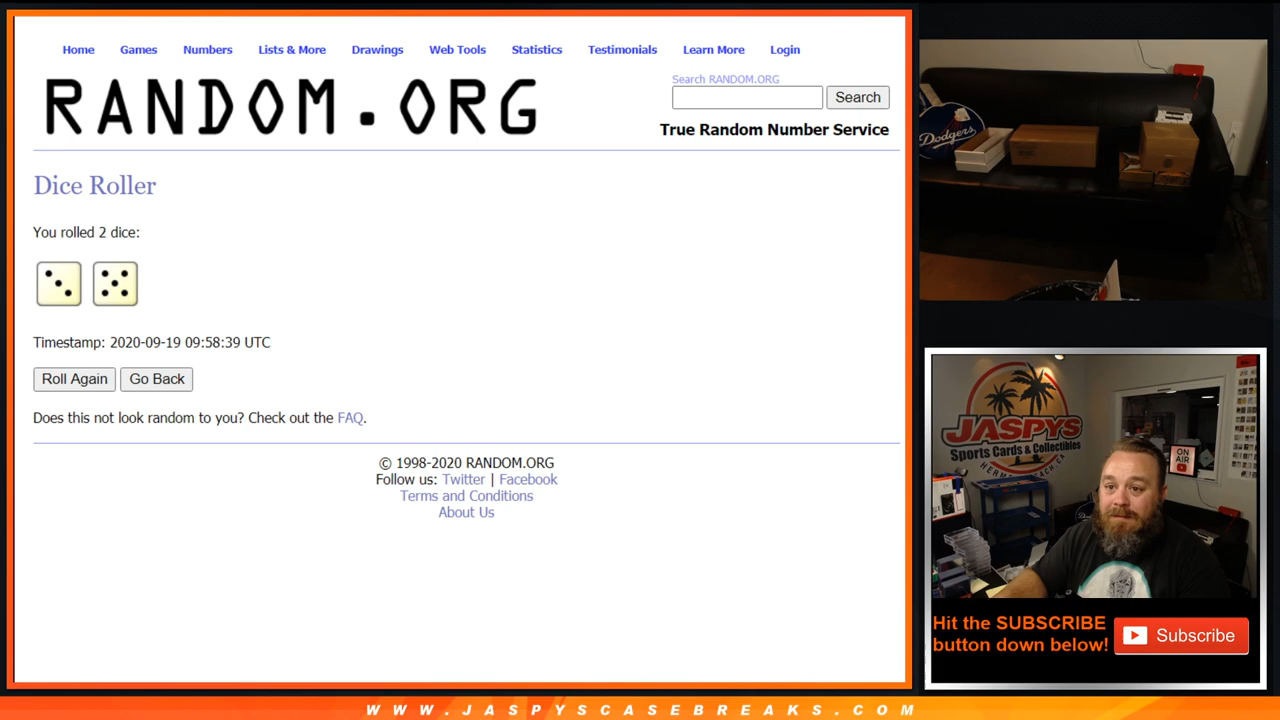 Home Games Numbers Lists & More Drawings Web Tools Statistics Testimonials Learn More Login
RANDOM.ORG
Search RANDOM.ORG
Search
True Random Number Service
Dice Roller
You rolled 2 dice:
Timestamp: 2020-09-19 09:58:39 UTC
Roll Again Go Back
Does this not look random to you? Check out the FAQ.
© 1998-2020 RANDOM.ORG
Follow us: Twitter | Facebook
Terms and Conditions
About Us
Dodgers
JASPYS
Sports Cards & Collectibles
ON
AIR
Hit the SUBSCRIBE
button down below!
Subscribe
WWW.JASPYSCASEBREAKS.COM